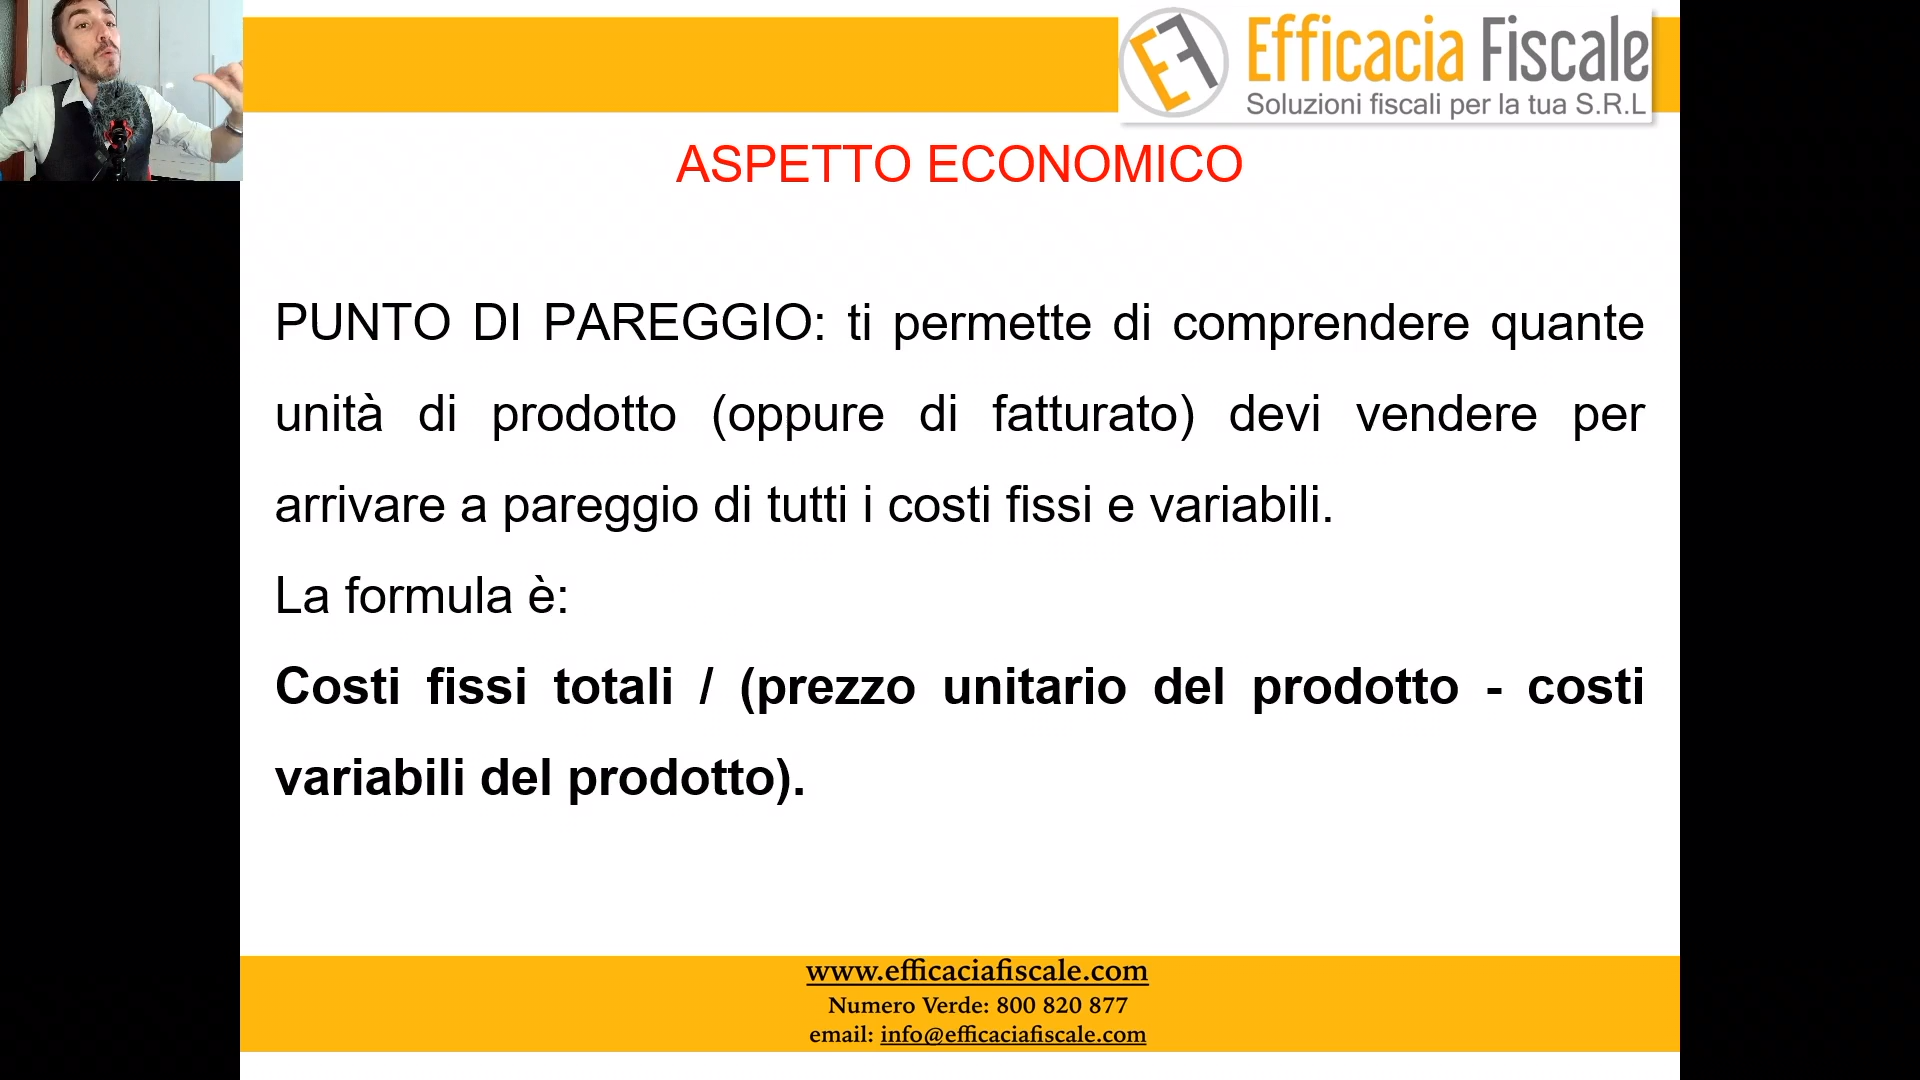 Efficacia Fiscale
Soluzioni fiscali per la tua S.R.L
ASPETTO ECONOMICO
PUNTO DI PAREGGIO: ti permette di comprendere quante
unità di prodotto (oppure di fatturato) devi vendere per
arrivare a pareggio di tutti i costi fissi e variabili.
La formula è:
Costi fissi totali / (prezzo unitario del prodotto - costi
variabili del prodotto).
www.efficaciafiscale.com
Numero Verde: 800 820 877
email: info@efficaciafiscale.com